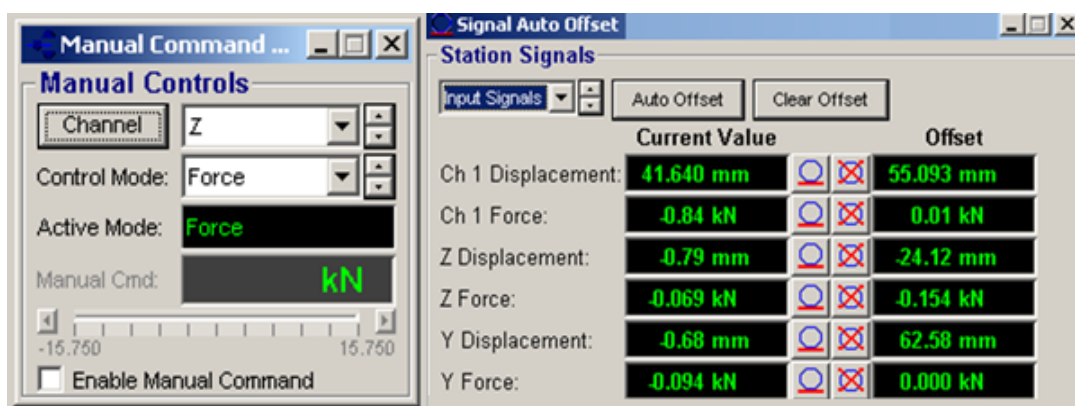 Manual Command ...
Manual Controls
Channel Z
Control Mode: Force
Active Mode: Force
Manual Cmd: kN
-15.750 15.750
Enable Manual Command
Signal Auto Offset
Station Signals
Input Signals Auto Offset Clear Offset
Current Value Offset
Ch 1 Displacement: 41.640 mm 55.093 mm
Ch 1 Force: -0.84 kN 0.01 kN
Z Displacement: -0.79 mm -24.12 mm
Z Force: -0.069 kN -0.154 kN
Y Displacement: -0.68 mm 62.58 mm
Y Force: -0.094 kN 0.000 kN